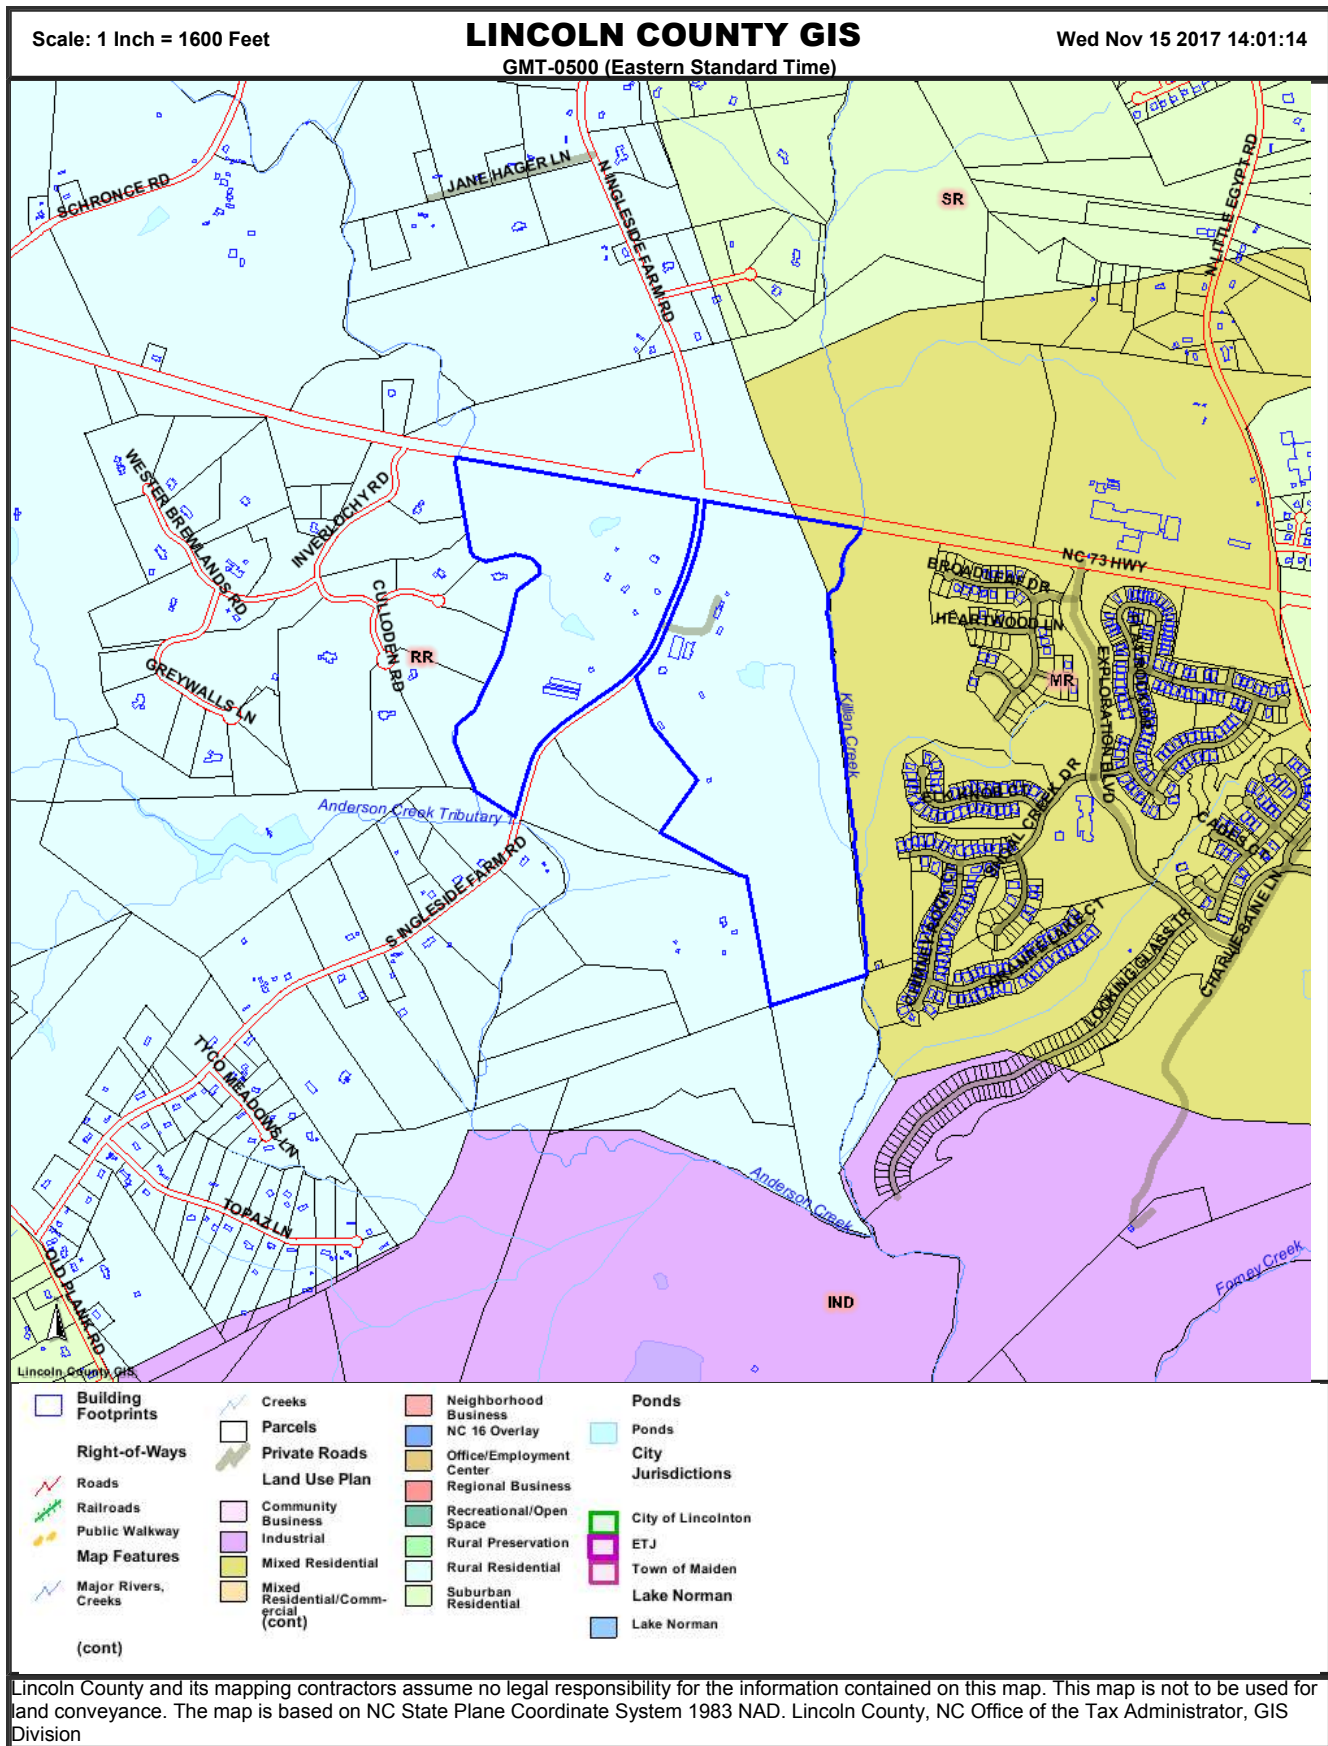 Scale: 1 Inch = 1600 Feet
LINCOLN COUNTY GIS
GMT-0500 (Eastern Standard Time)
Wed Nov 15 2017 14:01:14
SCHRONCE RD
JANE HAGER LN
N INGLESIDE FARM RD
SR
N LITTLE EGYPT RD
WESTER BREWLANDS RD
INVERLOCHY RD
CULLODEN RD
RR
GREYWALLS LN
NC 73 HWY
BROADLEAF DR
HEARTWOOD LN
MR
EXPLORATION BLVD
Killian Creek
ELK KNOB CT
SHOAL CREEK DR
CADES CT
Anderson Creek Tributary
S INGLESIDE FARM RD
LOOKING GLASS TR
CHARLIE SAINE LN
TYCO MEADOWS LN
TOPAZ LN
OLD PLANK RD
Anderson Creek
Forney Creek
IND
Lincoln County GIS
Building
Footprints
Right-of-Ways
Roads
Railroads
Public Walkway
Map Features
Major Rivers,
Creeks
(cont)
Creeks
Parcels
Private Roads
Land Use Plan
Community
Business
Industrial
Mixed Residential
Mixed
Residential/Comm-
ercial
(cont)
Neighborhood
Business
NC 16 Overlay
Office/Employment
Center
Regional Business
Recreational/Open
Space
Rural Preservation
Rural Residential
Suburban
Residential
Ponds
Ponds
City
Jurisdictions
City of Lincolnton
ETJ
Town of Maiden
Lake Norman
Lake Norman
Lincoln County and its mapping contractors assume no legal responsibility for the information contained on this map. This map is not to be used for
land conveyance. The map is based on NC State Plane Coordinate System 1983 NAD. Lincoln County, NC Office of the Tax Administrator, GIS
Division